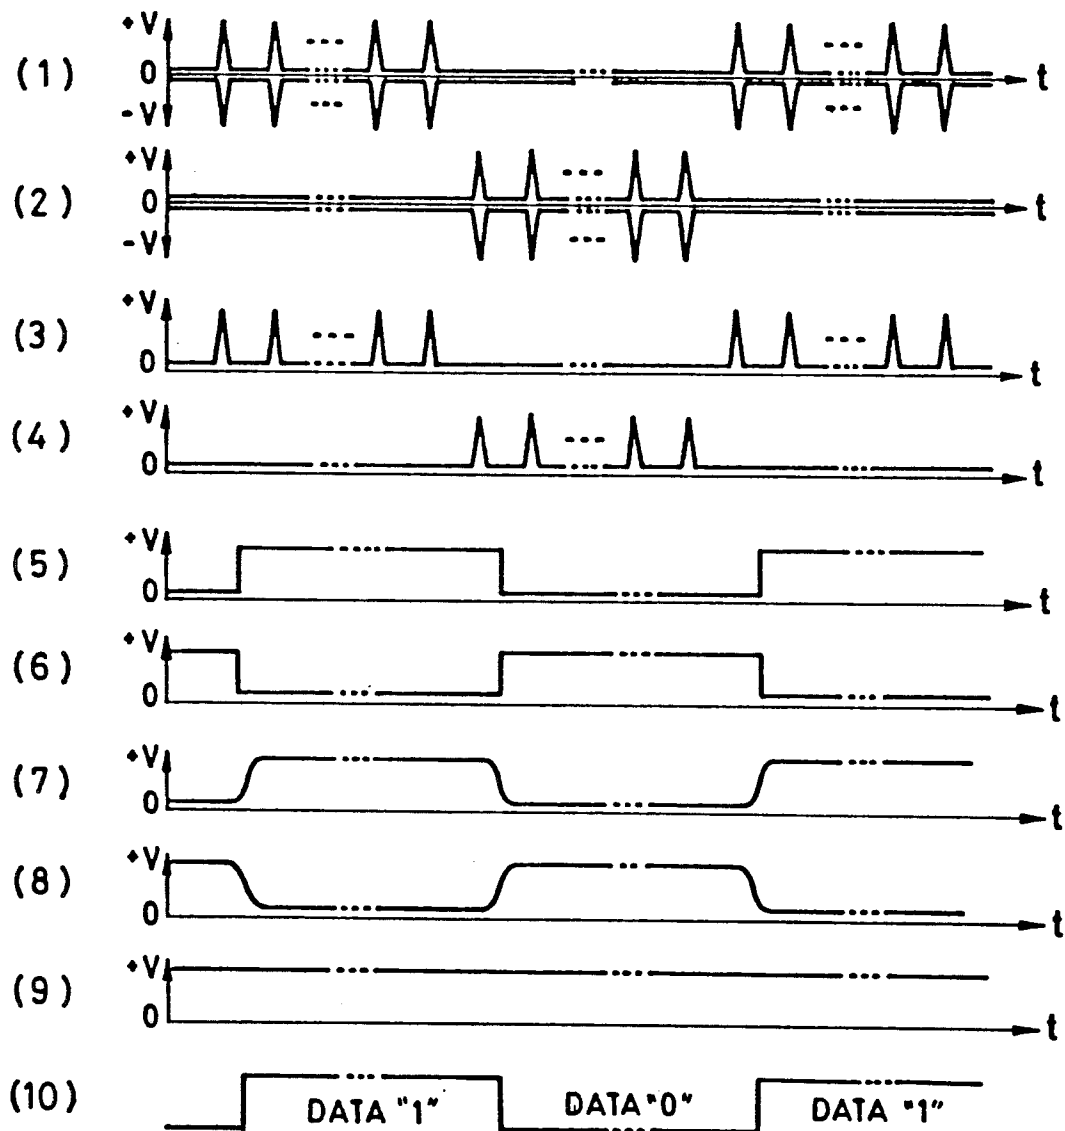 (1) +V 0 -V t
(2) +V 0 -V t
(3) +V 0 t
(4) +V 0 t
(5) +V 0 t
(6) +V 0 t
(7) +V 0 t
(8) +V 0 t
(9) +V 0 t
(10) DATA "1" DATA "0" DATA "1"